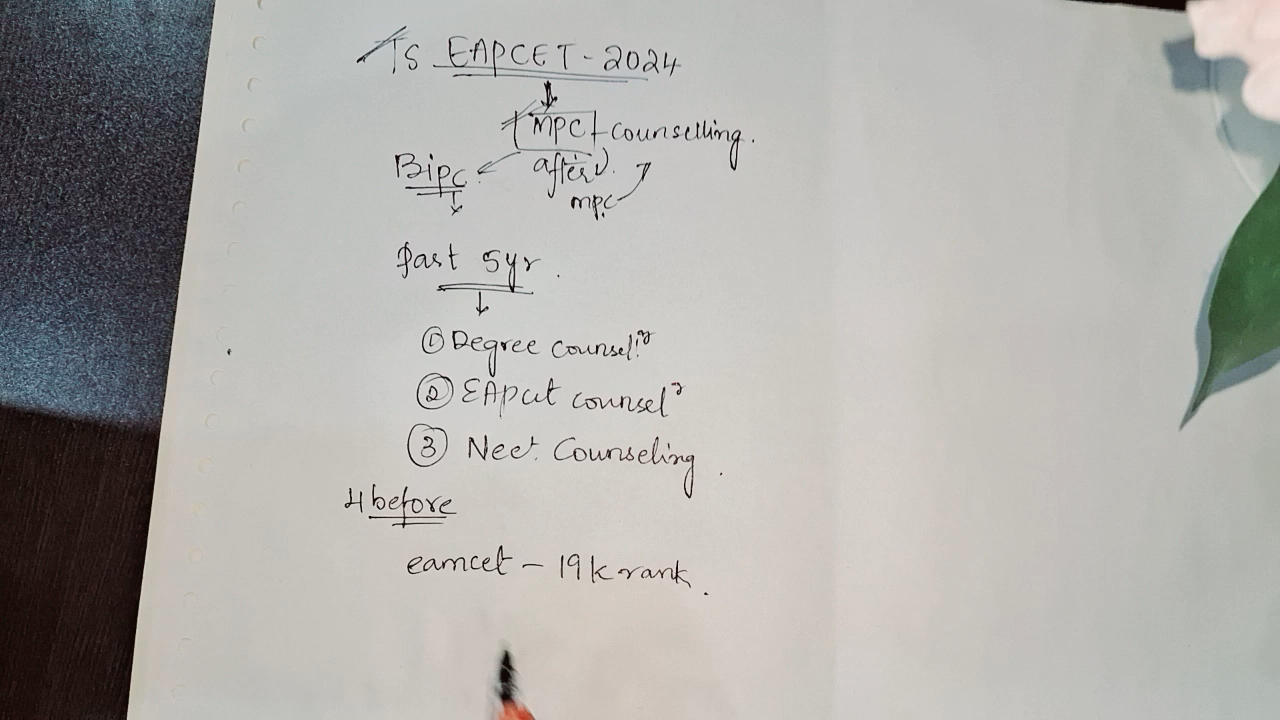 TS EAPCET - 2024
MPC - counselling.
Bipc after
mpc
past 5yr.
① Degree counsel
② EAPCET counsel
③ Neet. Counseling.
before
eamcet - 19k rank.